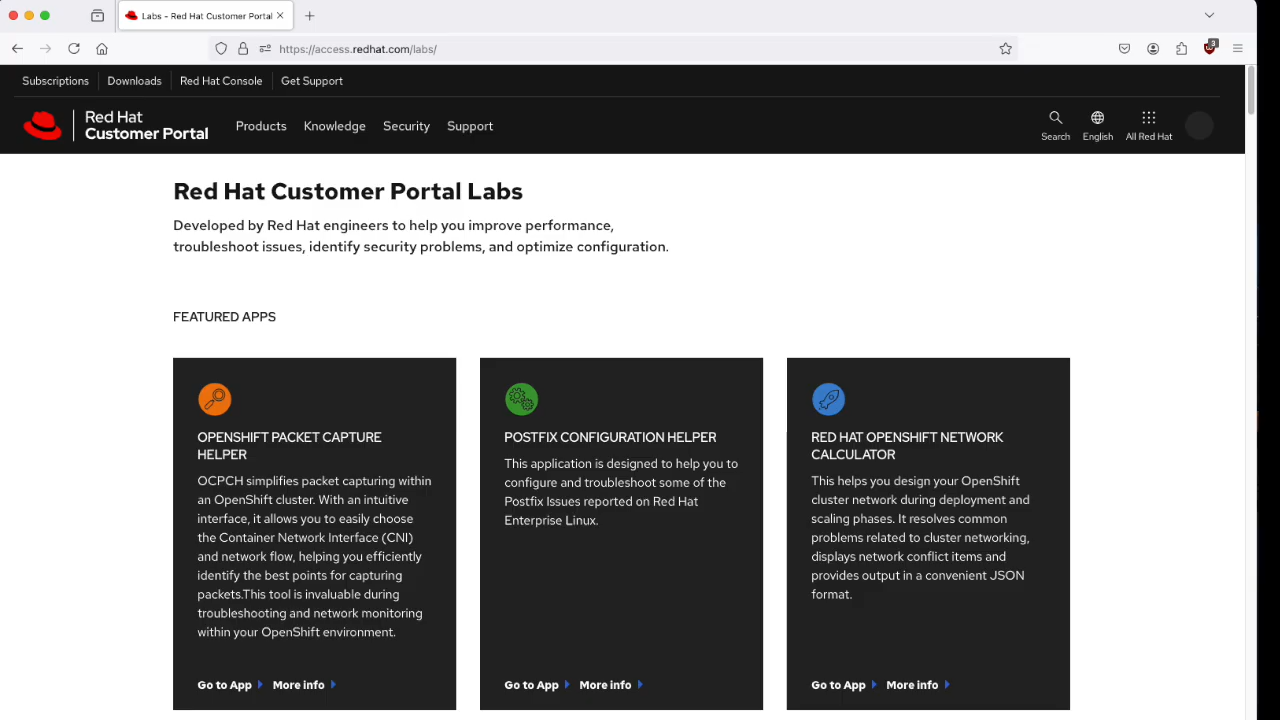 Labs - Red Hat Customer Portal
https://access.redhat.com/labs/
3
Subscriptions
Downloads
Red Hat Console
Get Support
Red Hat
Customer Portal
Products
Knowledge
Security
Support
Search
English
All Red Hat
Red Hat Customer Portal Labs
Developed by Red Hat engineers to help you improve performance,
troubleshoot issues, identify security problems, and optimize configuration.
FEATURED APPS
OPENSHIFT PACKET CAPTURE
HELPER
OCPCH simplifies packet capturing within
an OpenShift cluster. With an intuitive
interface, it allows you to easily choose
the Container Network Interface (CNI)
and network flow, helping you efficiently
identify the best points for capturing
packets.This tool is invaluable during
troubleshooting and network monitoring
within your OpenShift environment.
Go to App
More info
POSTFIX CONFIGURATION HELPER
This application is designed to help you to
configure and troubleshoot some of the
Postfix Issues reported on Red Hat
Enterprise Linux.
Go to App
More info
RED HAT OPENSHIFT NETWORK
CALCULATOR
This helps you design your OpenShift
cluster network during deployment and
scaling phases. It resolves common
problems related to cluster networking,
displays network conflict items and
provides output in a convenient JSON
format.
Go to App
More info